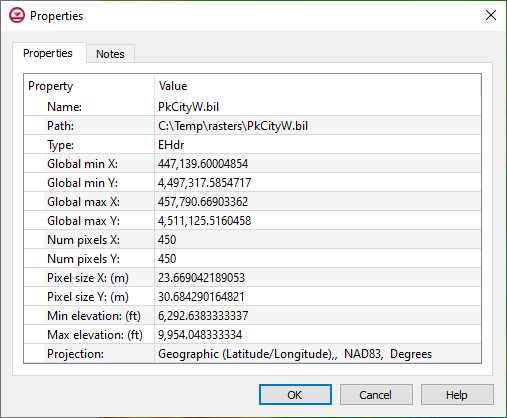 Properties
Properties Notes
Property Value
Name: PkCityW.bil
Path: C:\Temp\rasters\PkCityW.bil
Type: EHdr
Global min X: 447,139.60004854
Global min Y: 4,497,317.5854717
Global max X: 457,790.66903362
Global max Y: 4,511,125.5160458
Num pixels X: 450
Num pixels Y: 450
Pixel size X: (m) 23.669042189053
Pixel size Y: (m) 30.684290164821
Min elevation: (ft) 6,292.6383333337
Max elevation: (ft) 9,954.048333334
Projection: Geographic (Latitude/Longitude),, NAD83, Degrees
OK Cancel Help